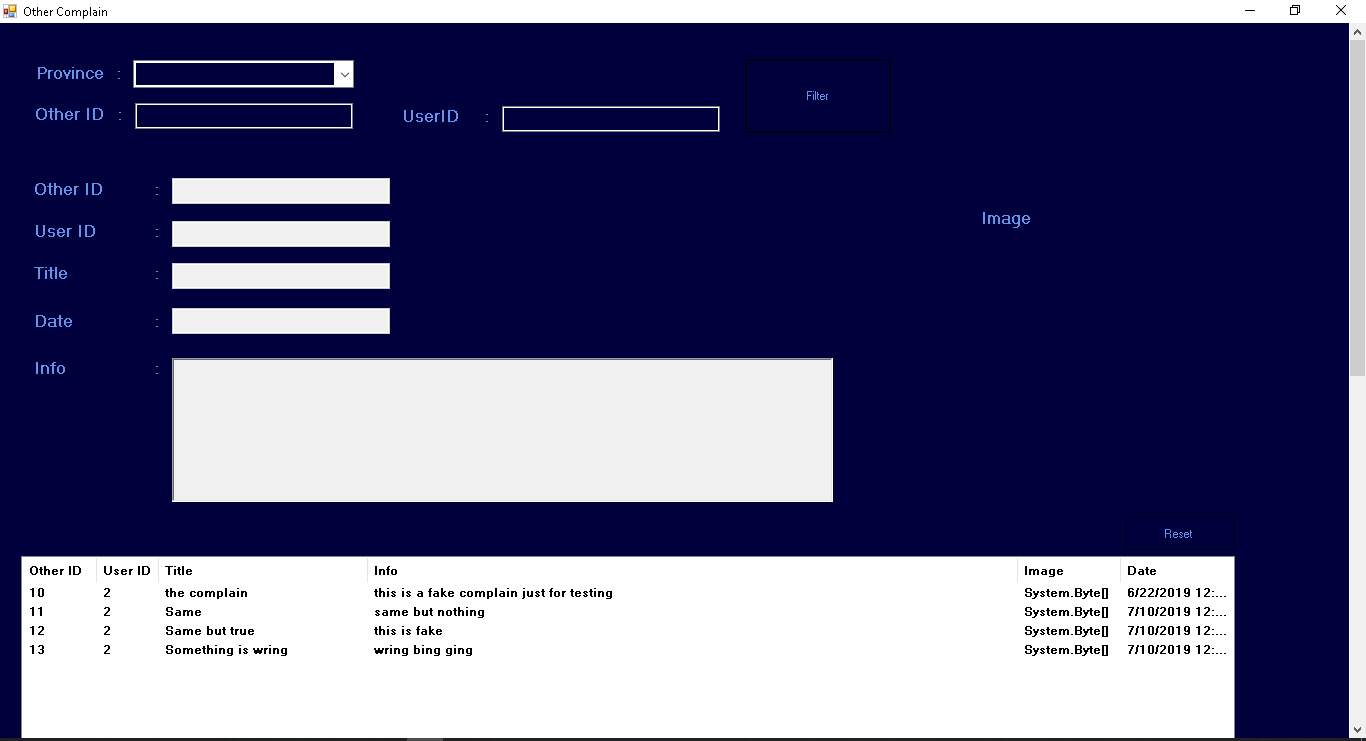 Other Complain
Province :
Other ID : UserID : Filter
Other ID :
User ID :
Image
Title :
Date :
Info :
Reset
Other ID User ID Title Info Image Date
10 2 the complain this is a fake complain just for testing System.Byte[] 6/22/2019 12:...
11 2 Same same but nothing System.Byte[] 7/10/2019 12:...
12 2 Same but true this is fake System.Byte[] 7/10/2019 12:...
13 2 Something is wring wring bing ging System.Byte[] 7/10/2019 12:...